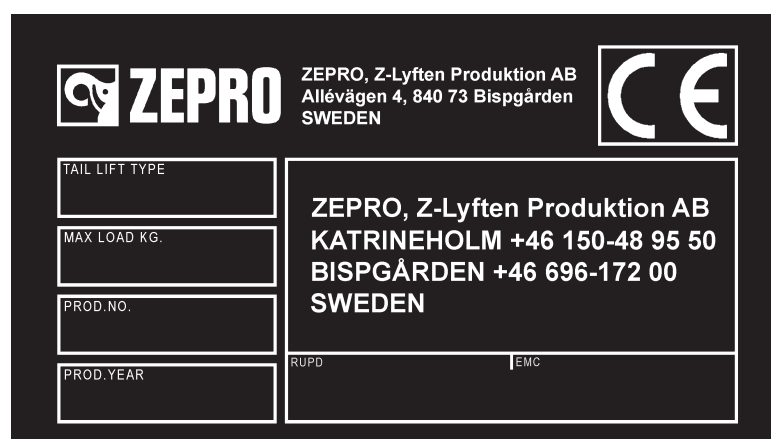 ZEPRO
ZEPRO, Z-Lyften Produktion AB
Allévägen 4, 840 73 Bispgården
SWEDEN
CE
TAIL LIFT TYPE
MAX LOAD KG.
PROD.NO.
PROD.YEAR
ZEPRO, Z-Lyften Produktion AB
KATRINEHOLM +46 150-48 95 50
BISPGÅRDEN +46 696-172 00
SWEDEN
RUPD
EMC